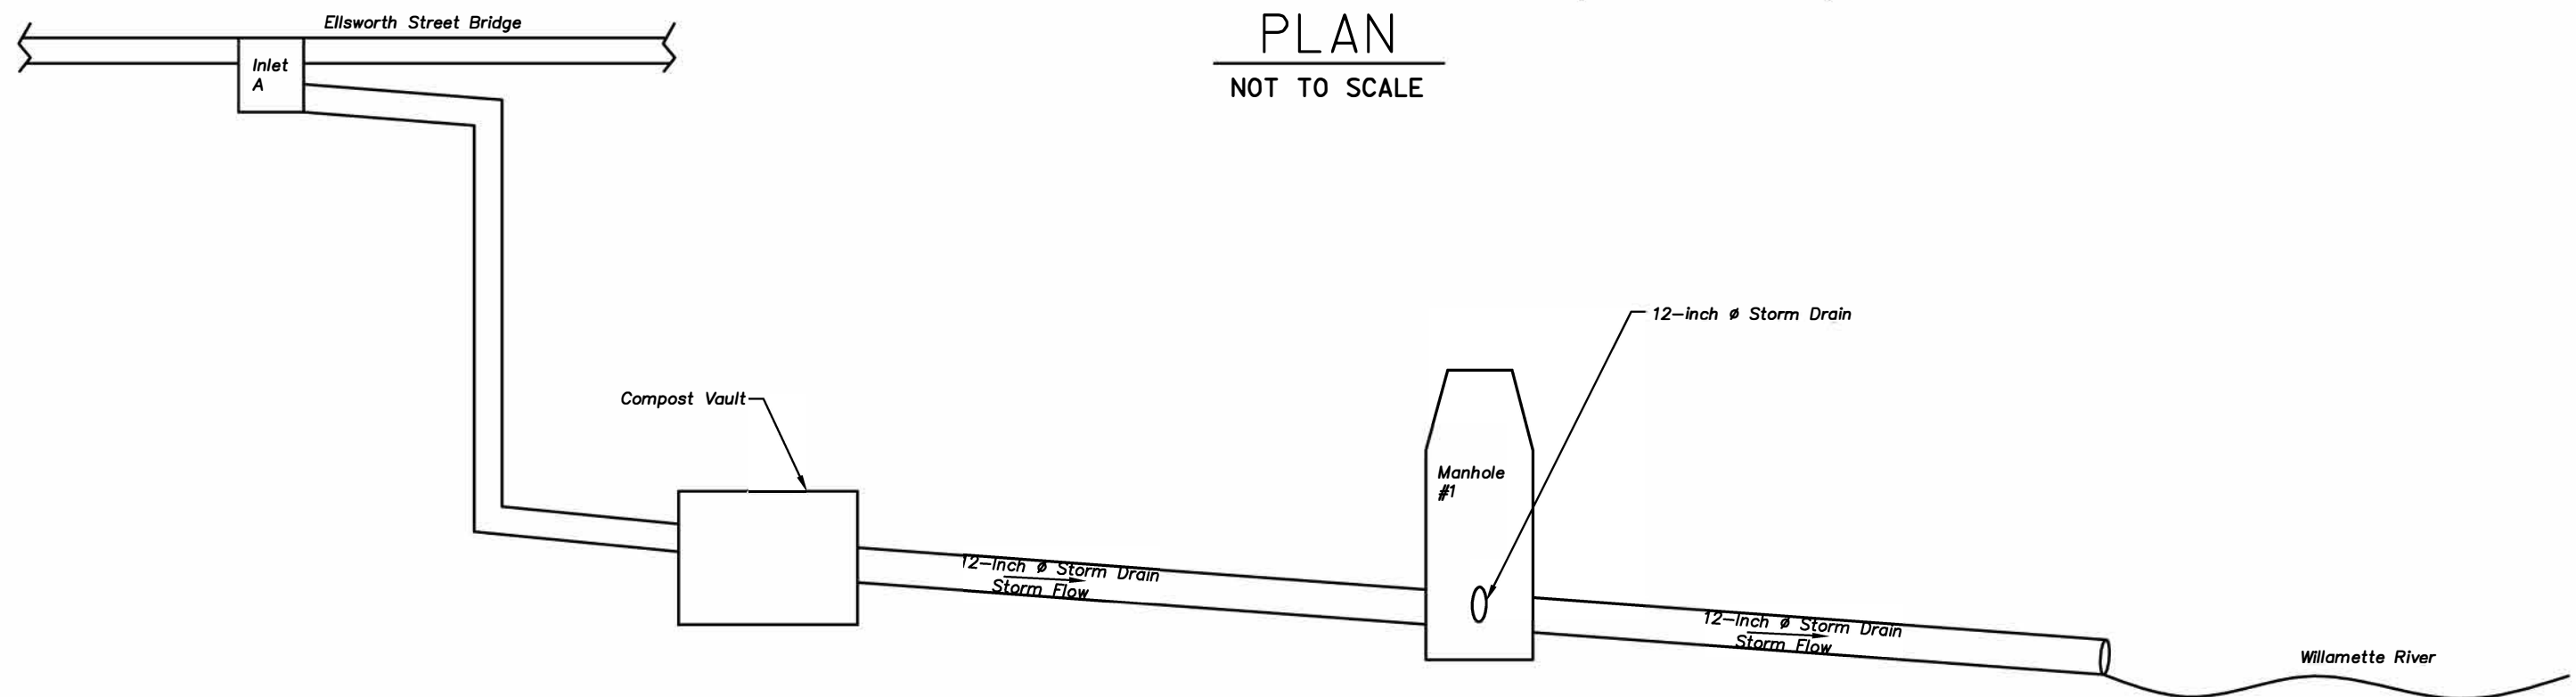 Ellsworth Street Bridge
PLAN
NOT TO SCALE
Inlet
A
12-inch ø Storm Drain
Compost Vault
Manhole
#1
12-Inch ø Storm Drain
Storm Flow
12-Inch ø Storm Drain
Storm Flow
Willamette River